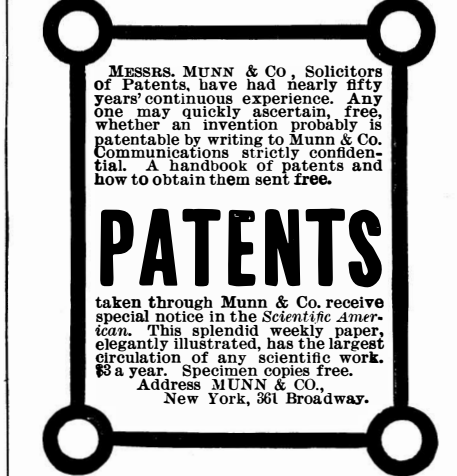 MESSRS. MUNN & CO, Solicitors
of Patents, have had nearly fifty
years' continuous experience. Any
one may quickly ascertain, free,
whether an invention probably is
patentable by writing to Munn & Co.
Communications strictly confiden-
tial. A handbook of patents and
how to obtain them sent free.
PATENTS
taken through Munn & Co. receive
special notice in the Scientific Amer-
ican. This splendid weekly paper,
elegantly illustrated, has the largest
circulation of any scientific work.
$3 a year. Specimen copies free.
Address MUNN & CO.,
New York, 361 Broadway.